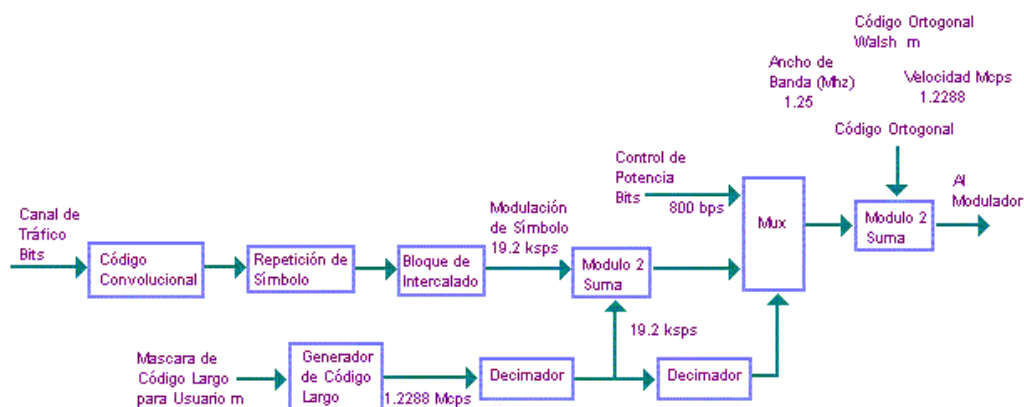 Código Ortogonal
Walsh m
Ancho de
Banda (Mhz)
1.25
Velocidad Mcps
1.2288
Código Ortogonal
Control de
Potencia
Bits
800 bps
Mux
Modulo 2
Suma
Al
Modulador
Canal de
Tráfico
Bits
Código
Convolucional
Repetición de
Símbolo
Bloque de
Intercalado
Modulación
de Símbolo
19.2 ksps
Modulo 2
Suma
19.2 ksps
Mascara de
Código Largo
para Usuario m
Generador
de Código
Largo
1.2288 Mcps
Decimador
Decimador